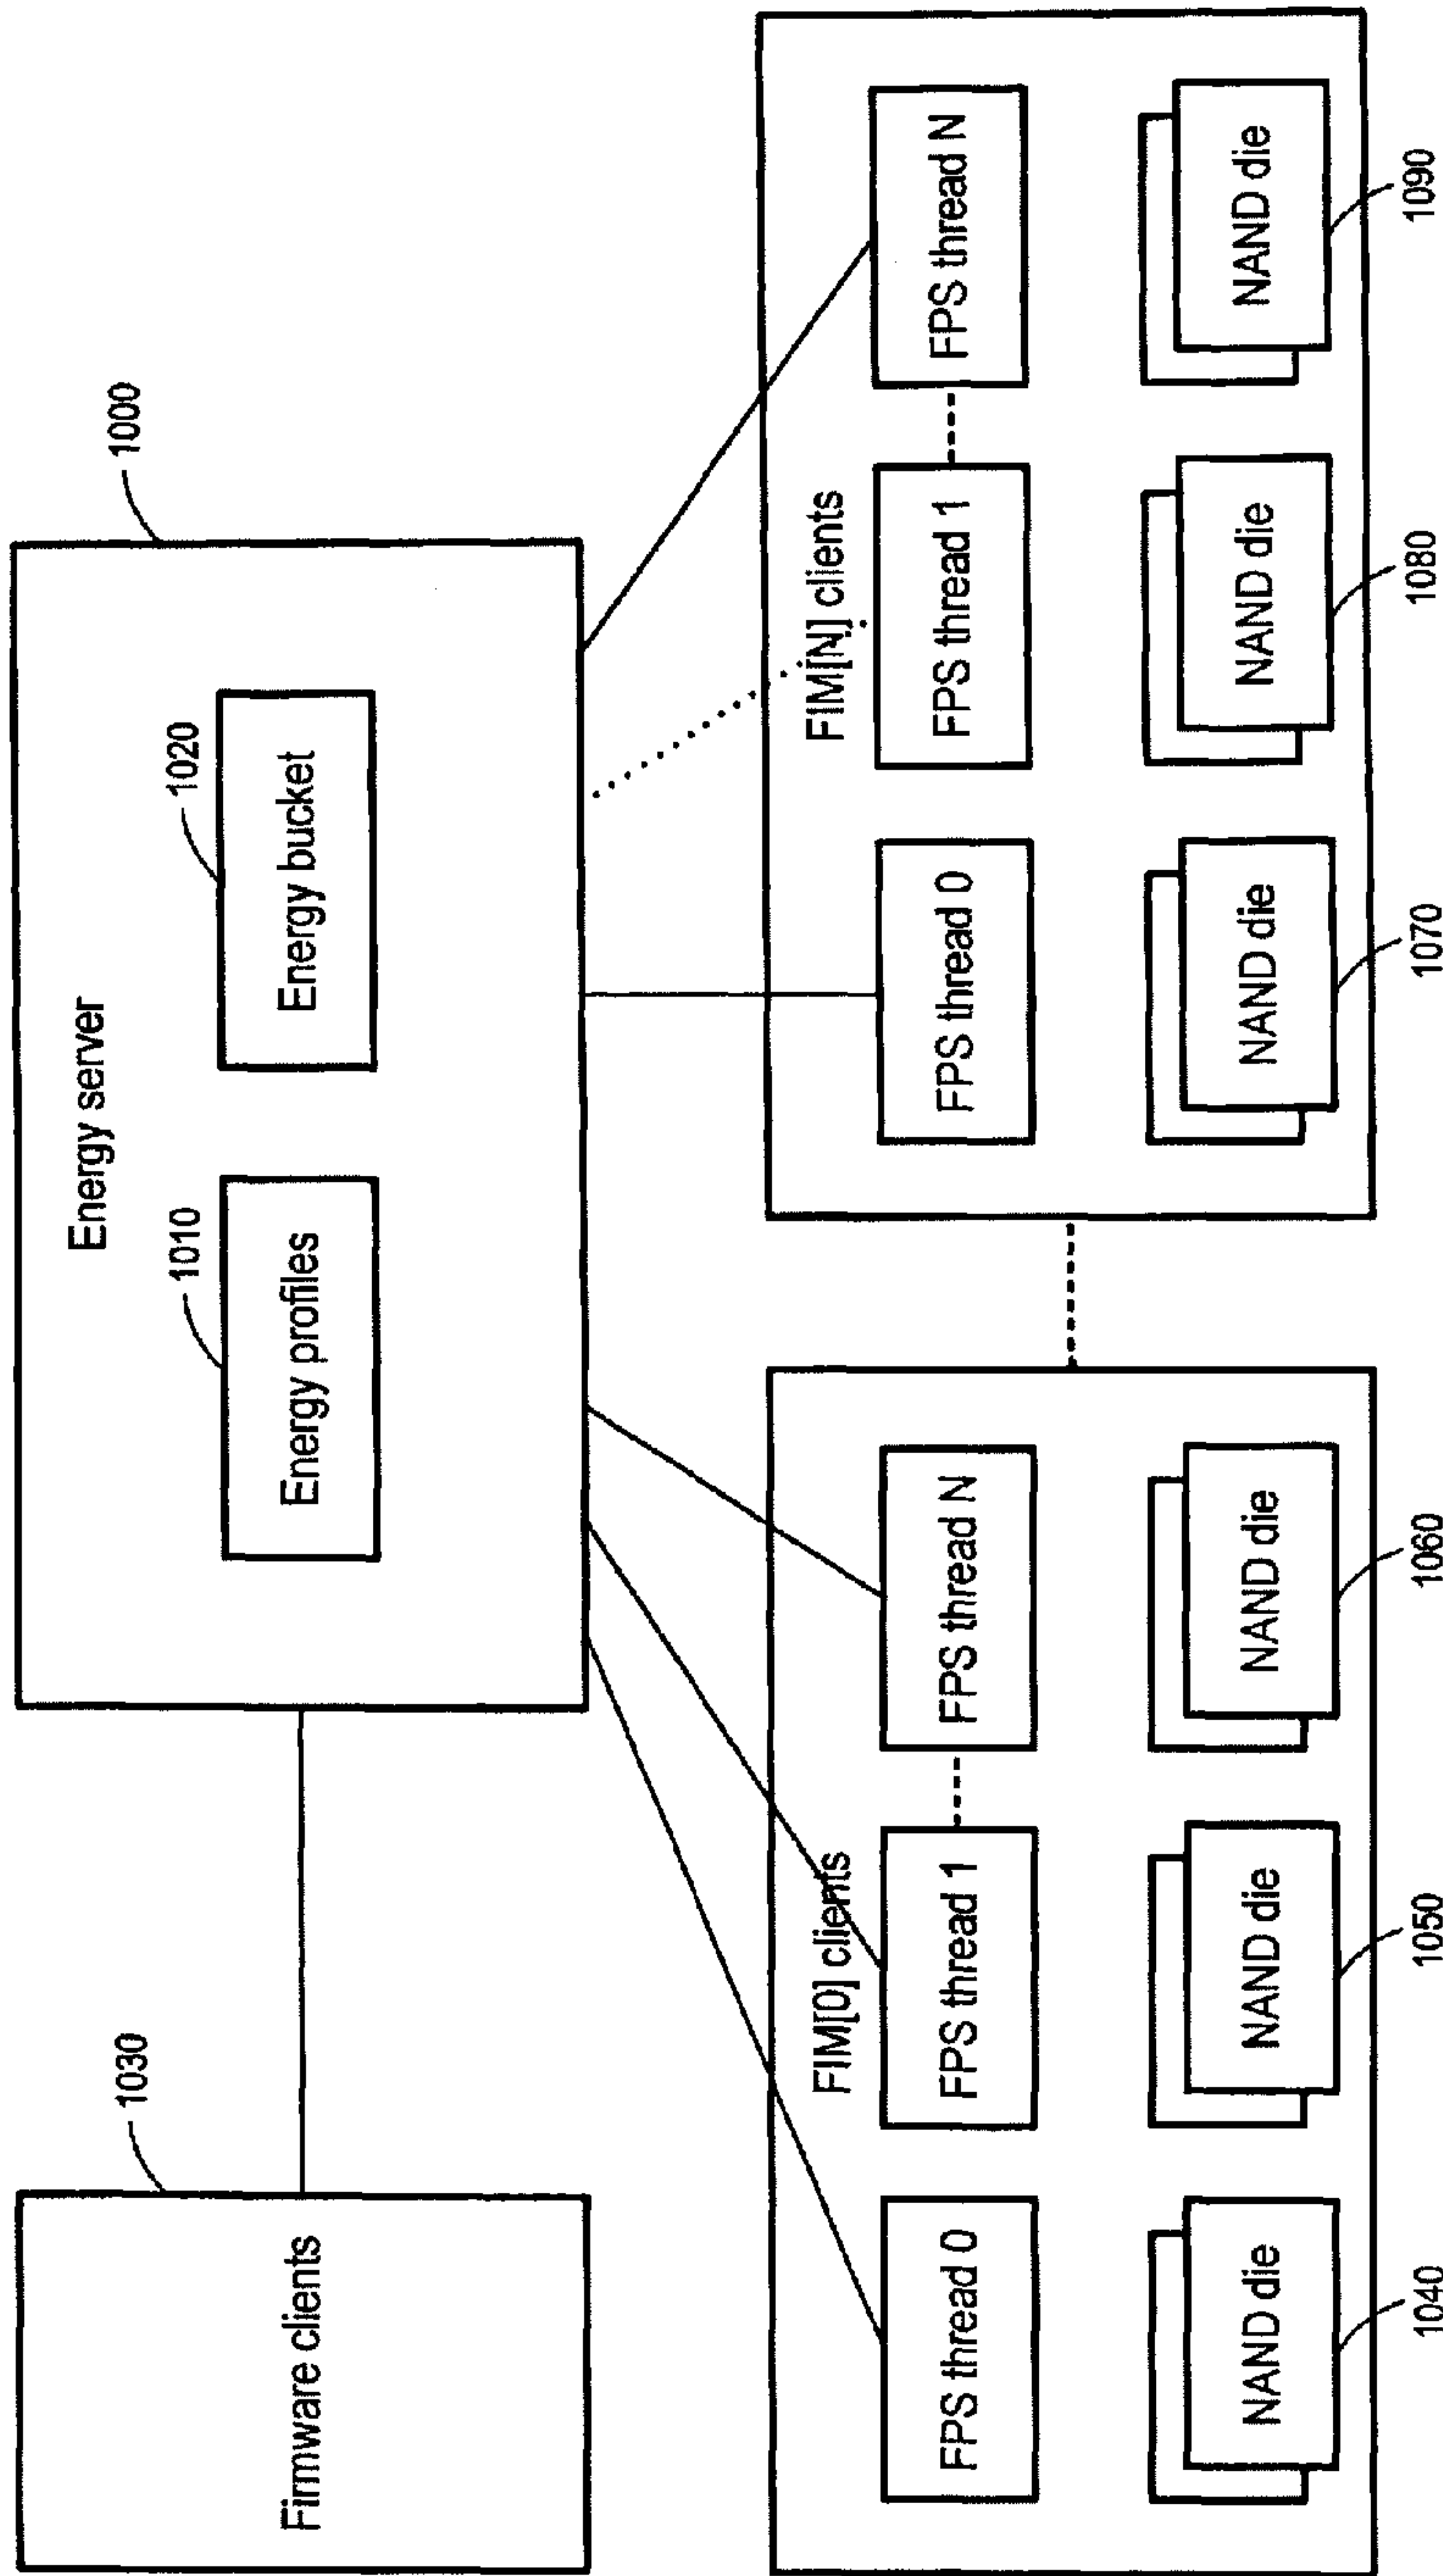 1030
Firmware clients
1000
Energy server
1010
Energy profiles
1020
Energy bucket
FIM[0] clients
FPS thread 0
FPS thread 1
FPS thread N
NAND die
NAND die
NAND die
1040
1050
1060
FIM[N] clients
FPS thread 0
FPS thread 1
FPS thread N
NAND die
NAND die
NAND die
1070
1080
1090